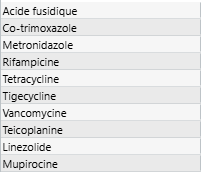 Acide fusidique
Co-trimoxazole
Metronidazole
Rifampicine
Tetracycline
Tigecycline
Vancomycine
Teicoplanine
Linezolide
Mupirocine